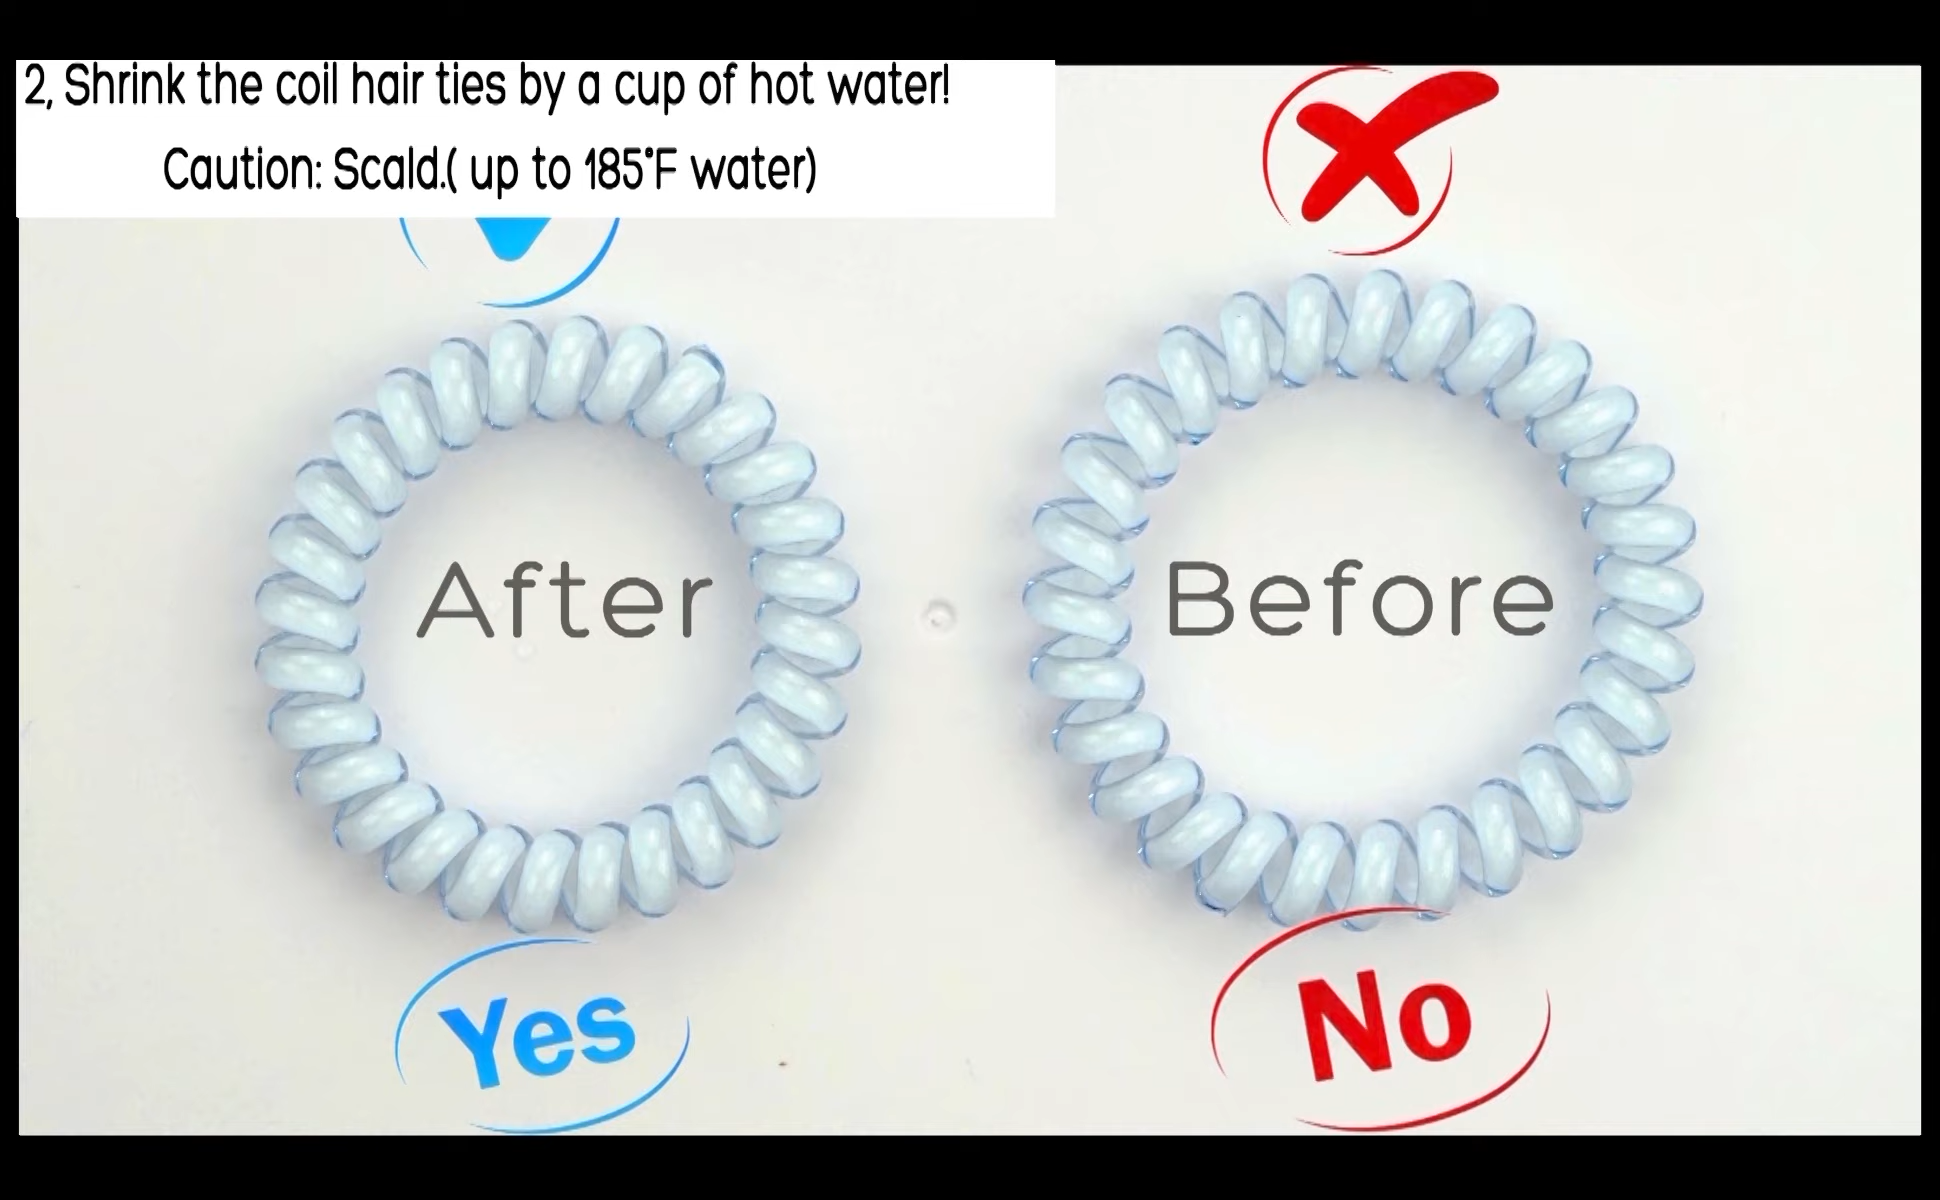 2, Shrink the coil hair ties by a cup of hot water!
Caution: Scald.( up to 185°F water)
After
Before
Yes
No